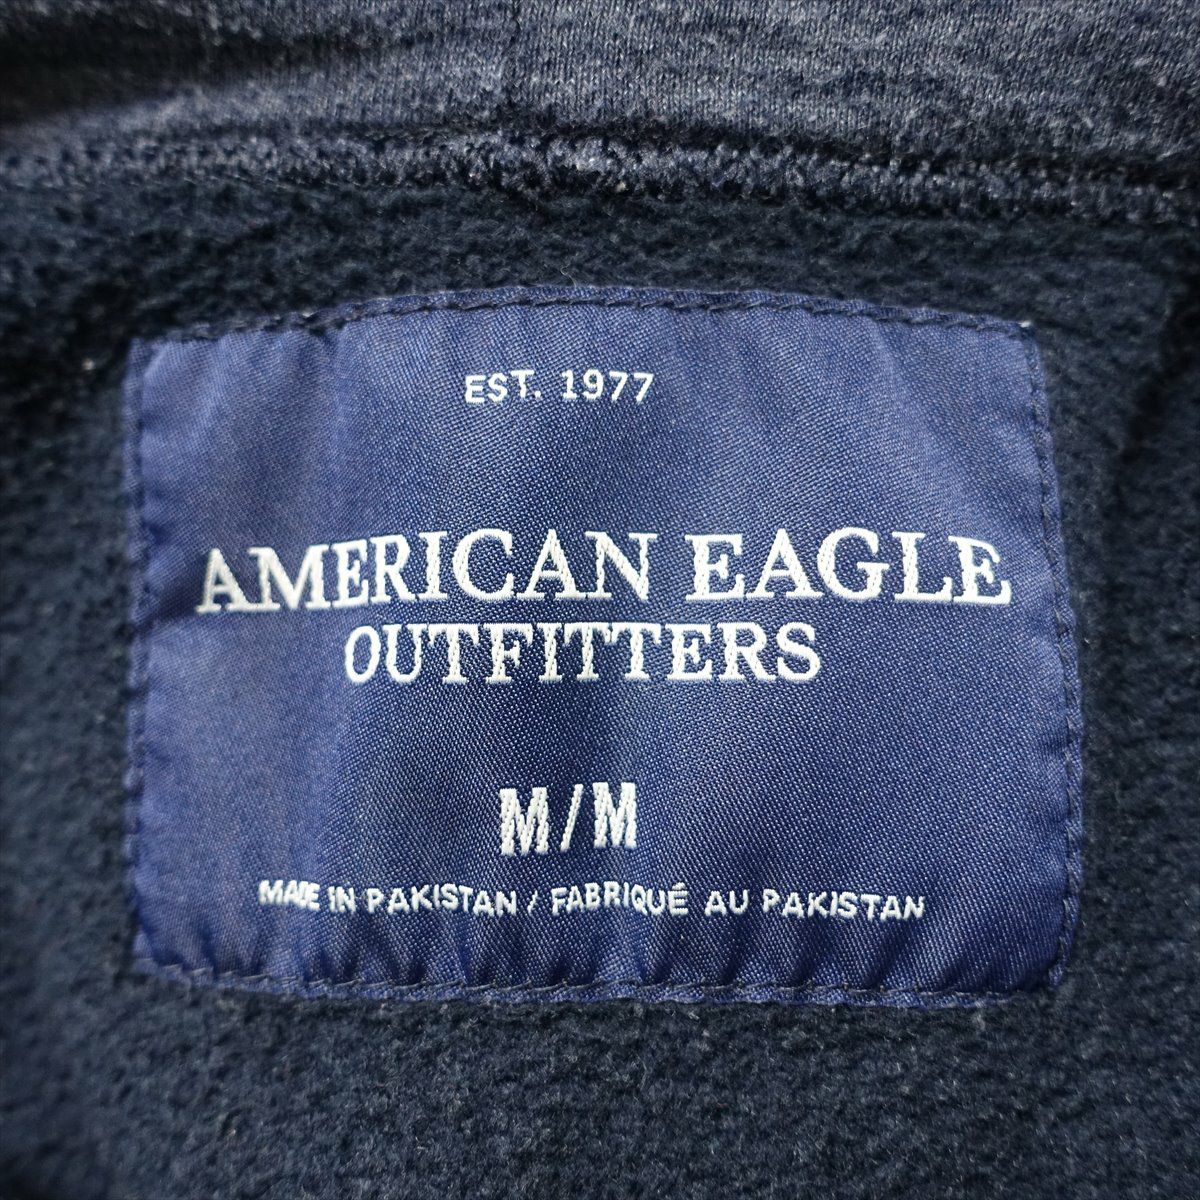 EST. 1977
AMERICAN EAGLE
OUTFITTERS
M/M
MADE IN PAKISTAN / FABRIQUÉ AU PAKISTAN